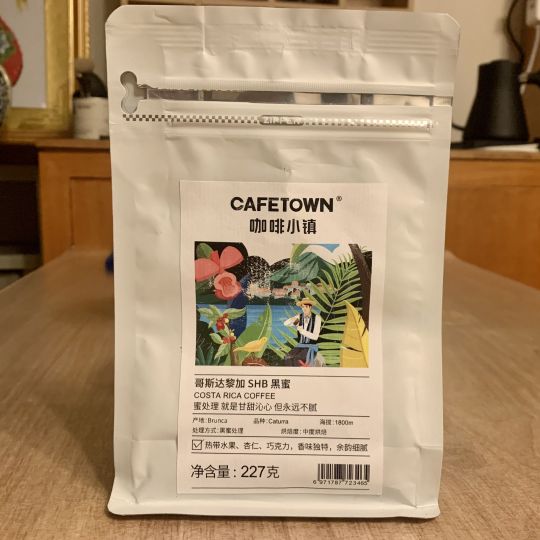 CAFETOWN®
咖啡小镇
哥斯达黎加 SHB 黑蜜
COSTA RICA COFFEE
蜜处理 就是甘甜沁心 但永远不腻
产地: Brunca 品种: Caturra 海拔: 1800m
处理方式: 黑蜜处理 烘焙度: 中度烘焙
热带水果、杏仁、巧克力，香味独特，余韵细腻
净含量: 227克
6 971787 723465